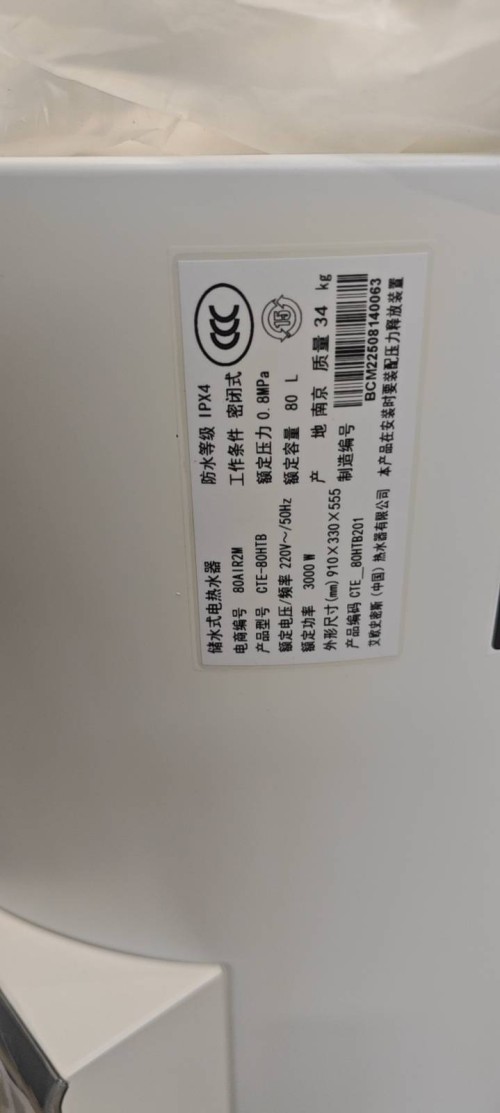 储水式电热水器
电商编号 80AIR2M
产品型号 CTE-80HTB
额定电压/频率 220V～/50Hz
额定功率 3000 W
外形尺寸(mm) 910×330×555
产品编码 CTE_80HTB201
艾欧史密斯（中国）热水器有限公司
防水等级 IPX4
工作条件 密闭式
额定压力 0.8MPa
额定容量 80 L
产 地 南京 质量 34 kg
制造编号
BCM22508140063
本产品在安装时要装配压力释放装置
CCC
15